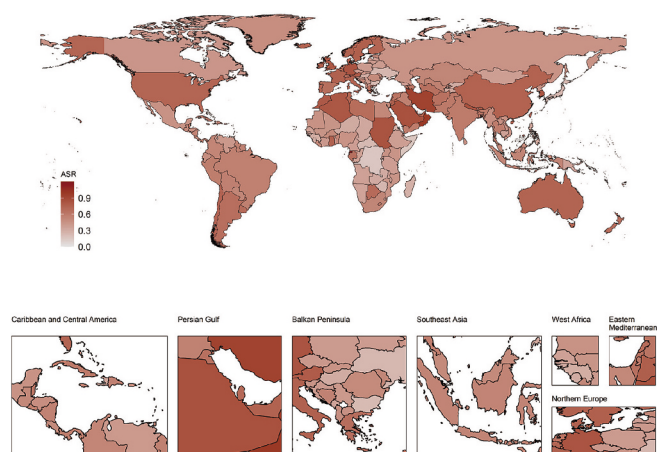 ASR
0.9
0.6
0.3
0.0
Caribbean and Central America
Persian Gulf
Balkan Peninsula
Southeast Asia
West Africa
Eastern
Mediterranean
Northern Europe